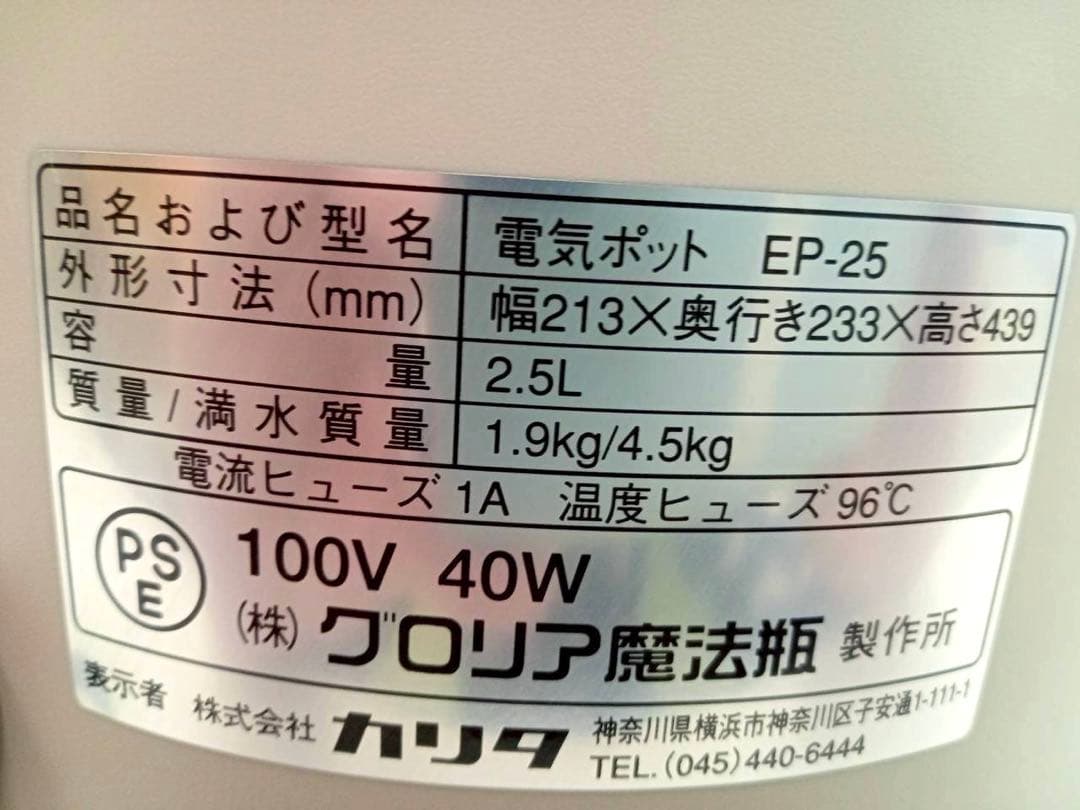 品名および型名 電気ポット EP-25
外形寸法(mm) 幅213×奥行き233×高さ439
容量 2.5L
質量/満水質量 1.9kg/4.5kg
電流ヒューズ1A 温度ヒューズ96℃
PSE 100V 40W
(株)グロリア魔法瓶製作所
表示者 株式会社 カリタ 神奈川県横浜市神奈川区子安通1-111-1
TEL.(045)440-6444